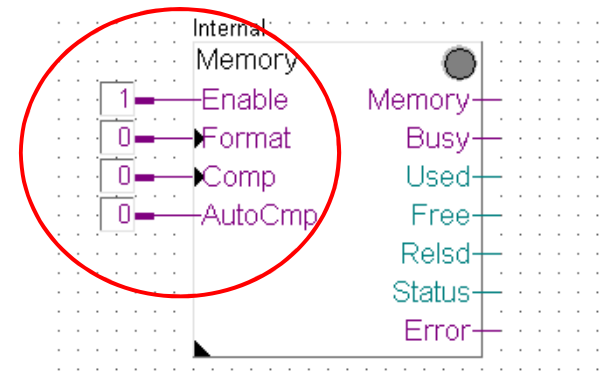 Internal
Memory
1 Enable Memory
0 Format Busy
0 Comp Used
0 AutoCmp Free
Relsd
Status
Error